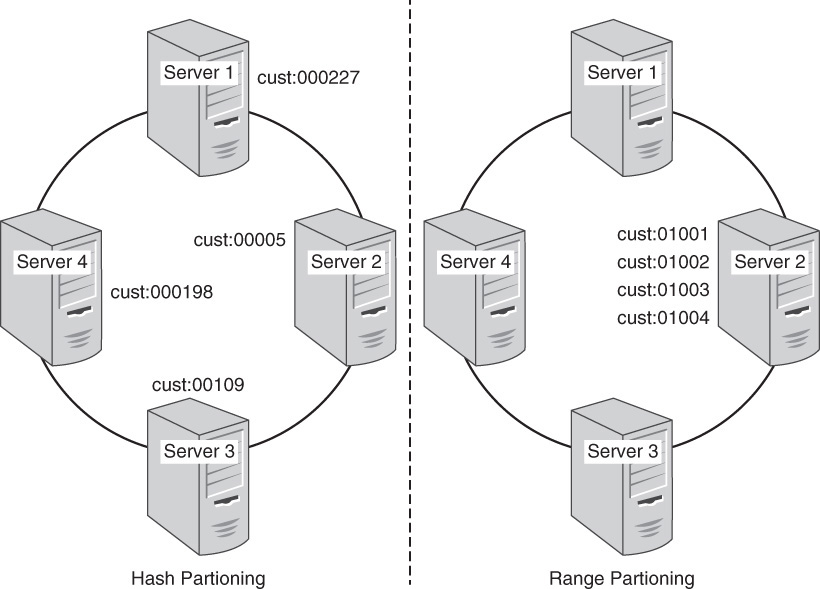 Server 1
cust:000227
cust:00005
Server 2
Server 4
cust:000198
cust:00109
Server 3
Hash Partioning
Server 1
Server 4
cust:01001
cust:01002
cust:01003
cust:01004
Server 2
Server 3
Range Partioning